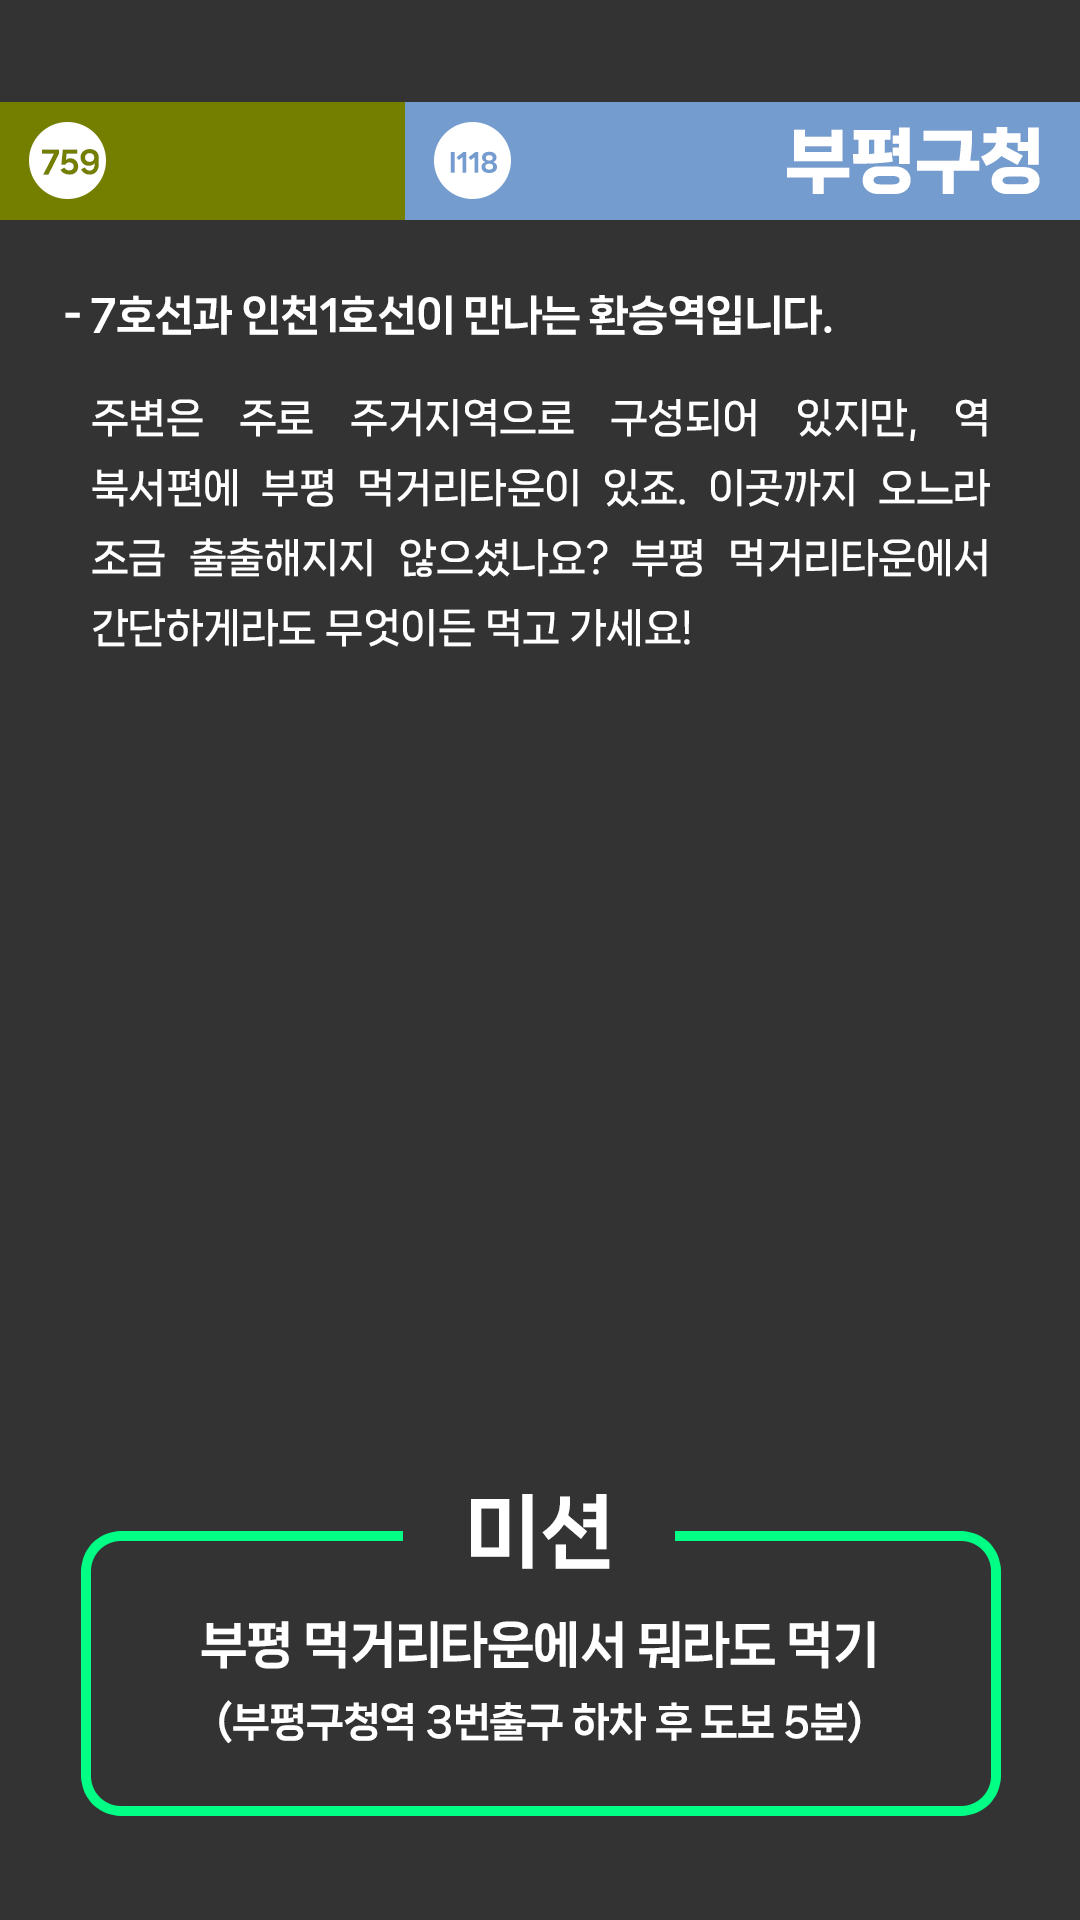 759 I118 부평구청
- 7호선과 인천1호선이 만나는 환승역입니다.
주변은 주로 주거지역으로 구성되어 있지만, 역
북서편에 부평 먹거리타운이 있죠. 이곳까지 오느라
조금 출출해지지 않으셨나요? 부평 먹거리타운에서
간단하게라도 무엇이든 먹고 가세요!
미션
부평 먹거리타운에서 뭐라도 먹기
(부평구청역 3번출구 하차 후 도보 5분)